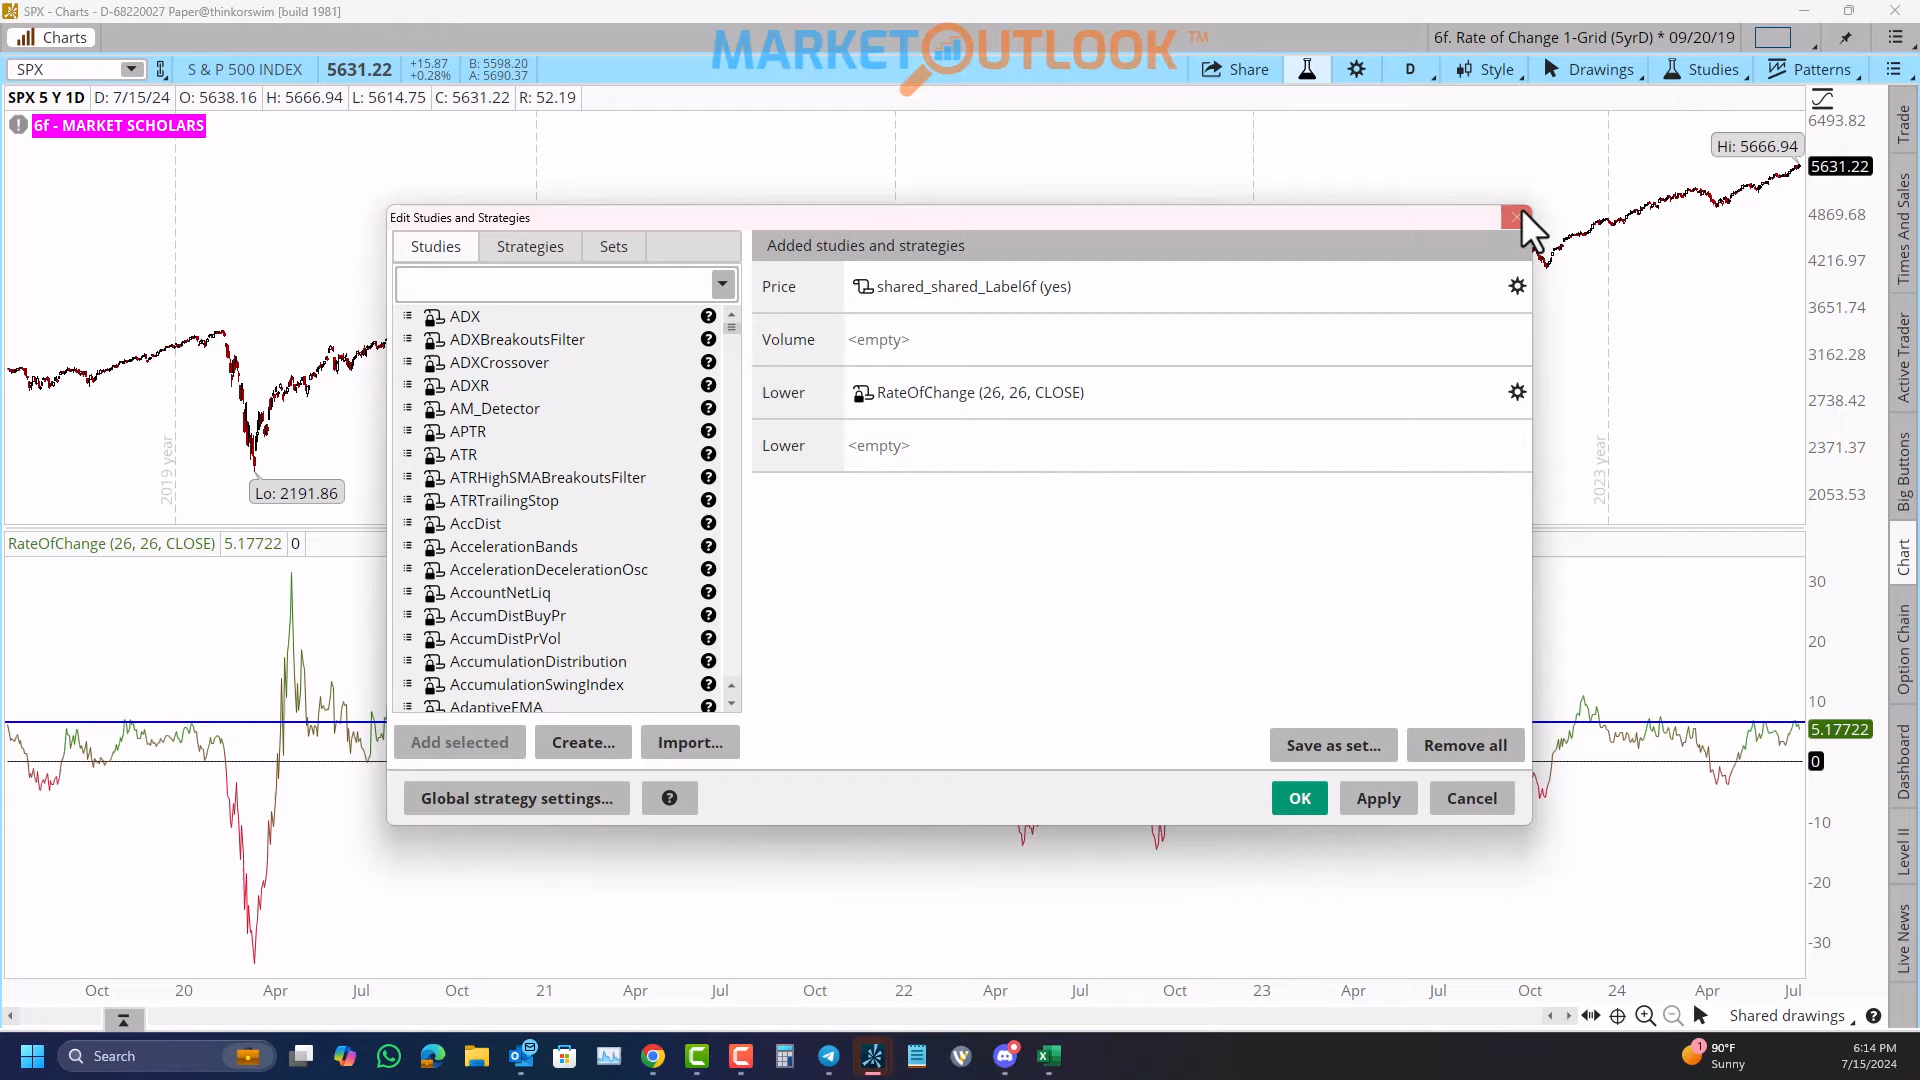 SPX - Charts - D-68220027 Paper@thinkorswim [build 1981]
Charts
MARKETOUTLOOK ™
6f. Rate of Change 1-Grid (5yrD) * 09/20/19
SPX
S & P 500 INDEX
5631.22
+15.87
+0.28%
B: 5598.20
A: 5690.37
Share
D
Style
Drawings
Studies
Patterns
SPX 5 Y 1D
D: 7/15/24
O: 5638.16
H: 5666.94
L: 5614.75
C: 5631.22
R: 52.19
6f - MARKET SCHOLARS
Hi: 5666.94
Lo: 2191.86
2019 year
2023 year
6493.82
5631.22
4869.68
4216.97
3651.74
3162.28
2738.42
2371.37
2053.53
Edit Studies and Strategies
Studies
Strategies
Sets
ADX
ADXBreakoutsFilter
ADXCrossover
ADXR
AM_Detector
APTR
ATR
ATRHighSMABreakoutsFilter
ATRTrailingStop
AccDist
AccelerationBands
AccelerationDecelerationOsc
AccountNetLiq
AccumDistBuyPr
AccumDistPrVol
AccumulationDistribution
AccumulationSwingIndex
AdaptiveEMA
Add selected
Create...
Import...
Added studies and strategies
Price
shared_shared_Label6f (yes)
Volume
<empty>
Lower
RateOfChange (26, 26, CLOSE)
Lower
<empty>
Save as set...
Remove all
Global strategy settings...
OK
Apply
Cancel
RateOfChange (26, 26, CLOSE)
5.17722
0
30
20
10
5.17722
0
-10
-20
-30
Oct
20
Apr
Jul
Oct
21
Apr
Jul
Oct
22
Apr
Jul
Oct
23
Apr
Jul
Oct
24
Apr
Jul
Shared drawings
Trade
Times And Sales
Active Trader
Big Buttons
Chart
Option Chain
Dashboard
Level II
Live News
Search
1
90°F
Sunny
6:14 PM
7/15/2024